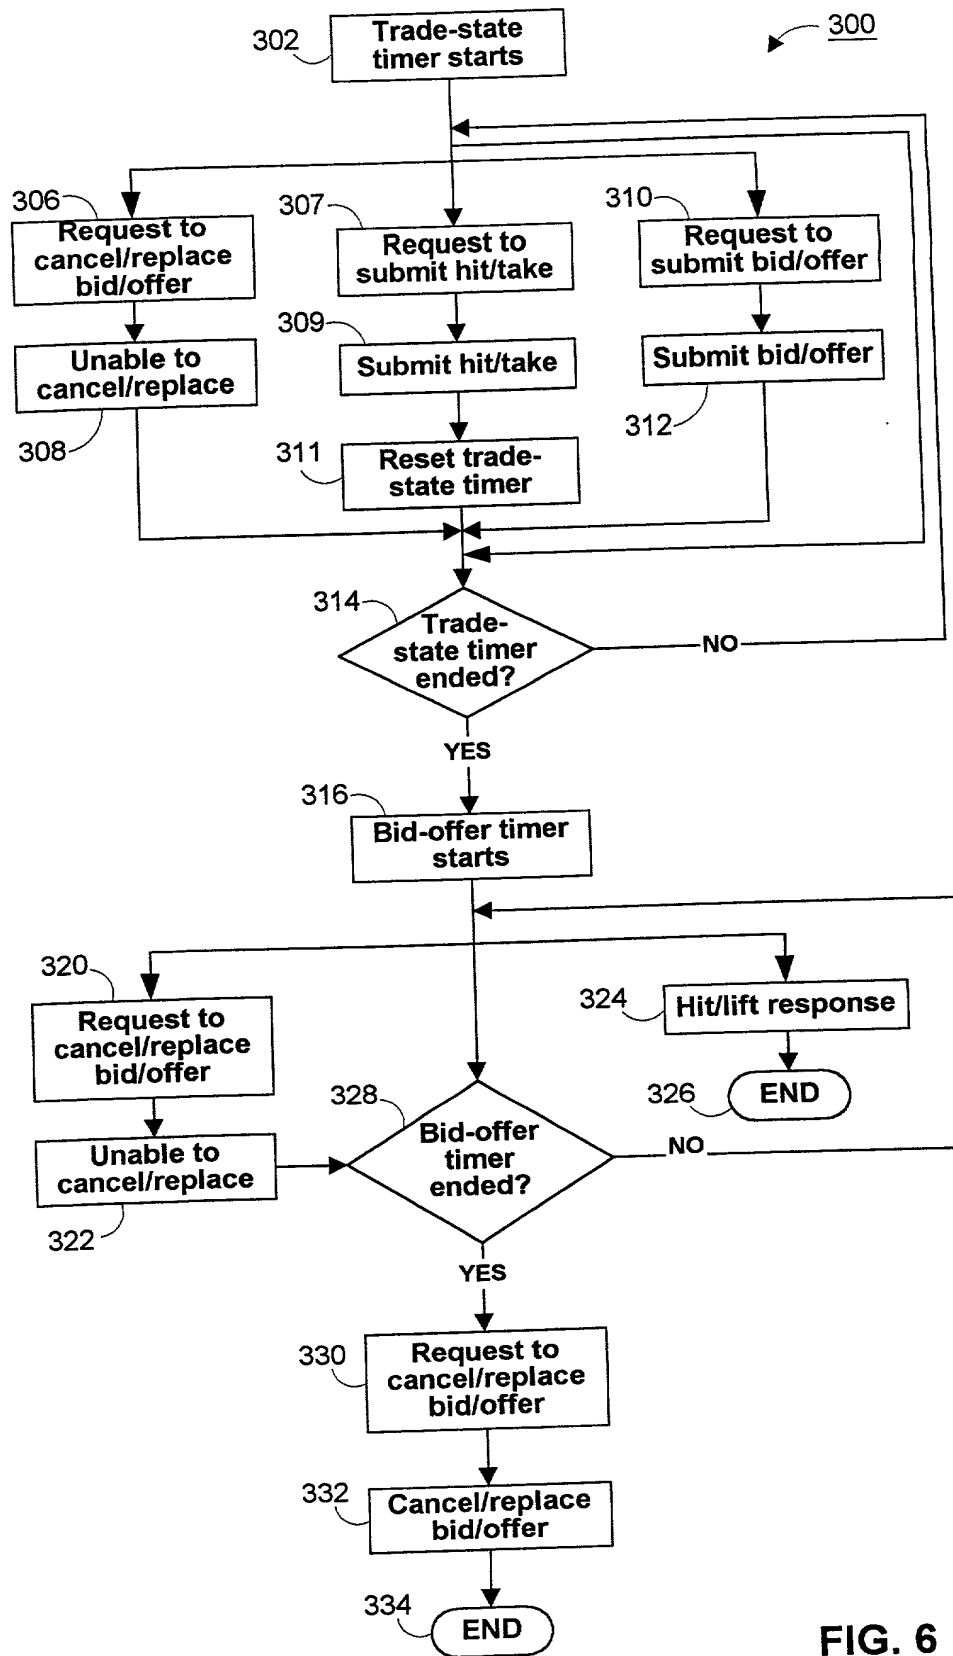 300
302
Trade-state
timer starts
306
Request to
cancel/replace
bid/offer
307
Request to
submit hit/take
310
Request to
submit bid/offer
308
Unable to
cancel/replace
309
Submit hit/take
312
Submit bid/offer
311
Reset trade-
state timer
314
Trade-
state timer
ended?
NO
YES
316
Bid-offer timer
starts
320
Request to
cancel/replace
bid/offer
324
Hit/lift response
326
END
322
Unable to
cancel/replace
328
Bid-offer
timer
ended?
NO
YES
330
Request to
cancel/replace
bid/offer
332
Cancel/replace
bid/offer
334
END
FIG. 6